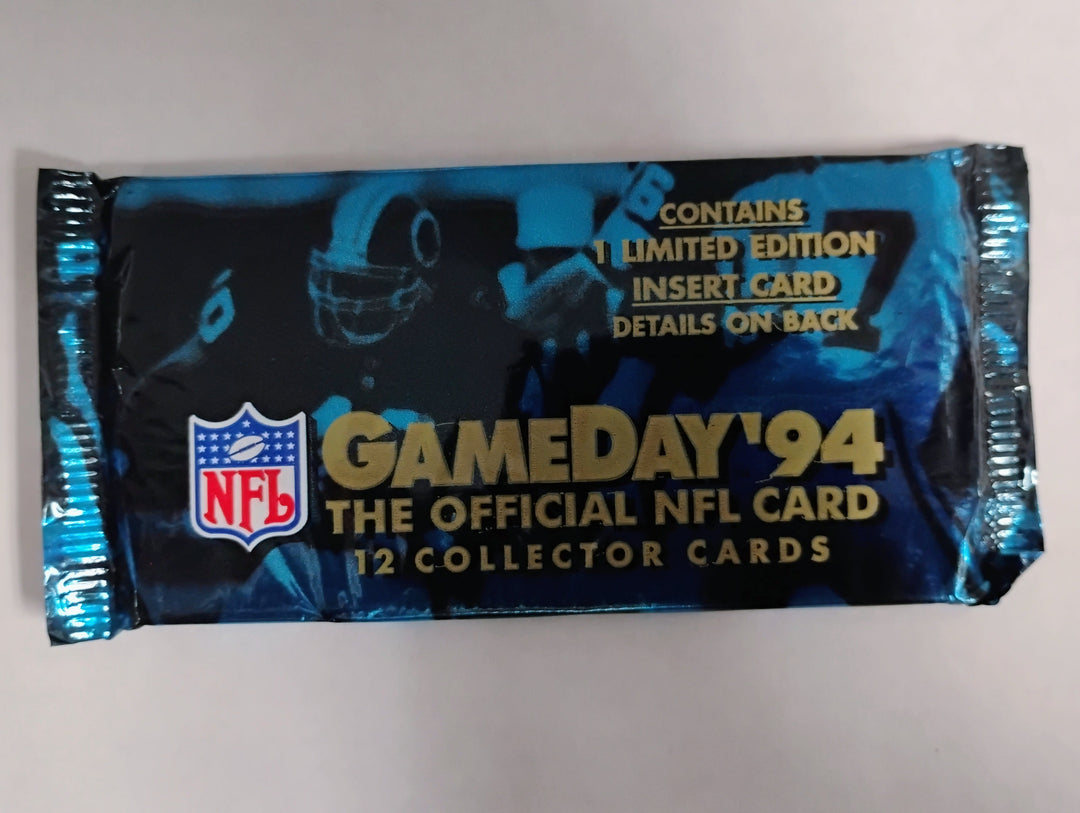 CONTAINS
1 LIMITED EDITION
INSERT CARD
DETAILS ON BACK
7
NFL
GAMEDAY'94
THE OFFICIAL NFL CARD
12 COLLECTOR CARDS